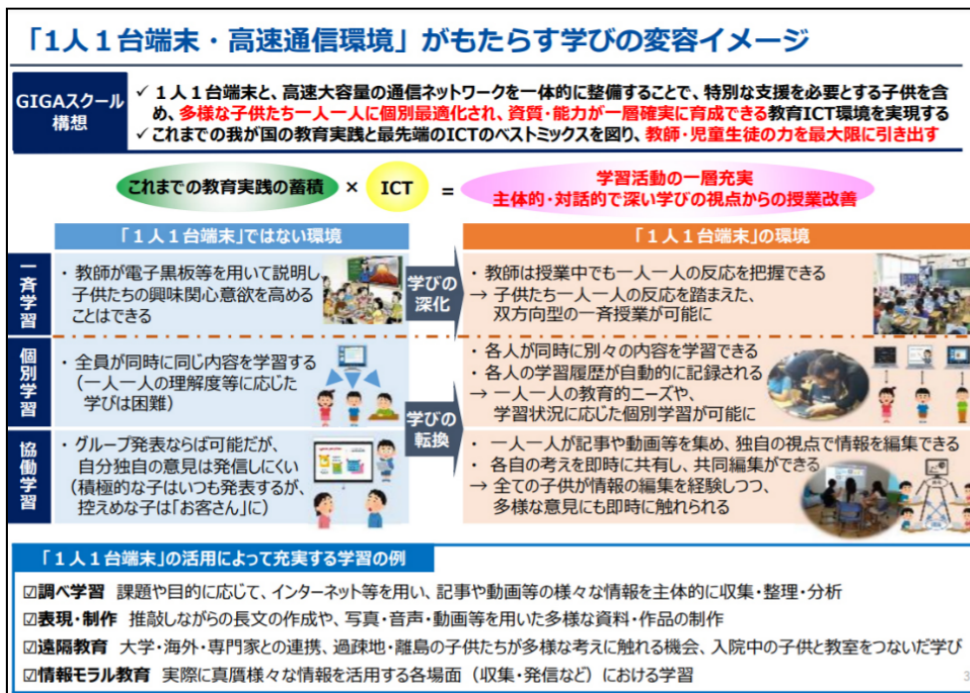 「1人1台端末・高速通信環境」がもたらす学びの変容イメージ
GIGAスクール
構想
✓ 1人1台端末と、高速大容量の通信ネットワークを一体的に整備することで、特別な支援を必要とする子供を含
め、多様な子供たち一人一人に個別最適化され、資質・能力が一層確実に育成できる教育ICT環境を実現する
✓ これまでの我が国の教育実践と最先端のICTのベストミックスを図り、教師・児童生徒の力を最大限に引き出す
これまでの教育実践の蓄積 × ICT =
学習活動の一層充実
主体的・対話的で深い学びの視点からの授業改善
「1人1台端末」ではない環境
「1人1台端末」の環境
一斉学習
・ 教師が電子黒板等を用いて説明し、
子供たちの興味関心意欲を高める
ことはできる
学びの
深化
・ 教師は授業中でも一人一人の反応を把握できる
→ 子供たち一人一人の反応を踏まえた、
双方向型の一斉授業が可能に
個別学習
・ 全員が同時に同じ内容を学習する
（一人一人の理解度等に応じた
学びは困難）
学びの
転換
・ 各人が同時に別々の内容を学習できる
・ 各人の学習履歴が自動的に記録される
→ 一人一人の教育的ニーズや、
学習状況に応じた個別学習が可能に
協働学習
・ グループ発表ならば可能だが、
自分独自の意見は発信しにくい
（積極的な子はいつも発表するが、
控えめな子は「お客さん」に）
・ 一人一人が記事や動画等を集め、独自の視点で情報を編集できる
・ 各自の考えを即時に共有し、共同編集ができる
→ 全ての子供が情報の編集を経験しつつ、
多様な意見にも即時に触れられる
「1人1台端末」の活用によって充実する学習の例
☑調べ学習 課題や目的に応じて、インターネット等を用い、記事や動画等の様々な情報を主体的に収集・整理・分析
☑表現・制作 推敲しながらの長文の作成や、写真・音声・動画等を用いた多様な資料・作品の制作
☑遠隔教育 大学・海外・専門家との連携、過疎地・離島の子供たちが多様な考えに触れる機会、入院中の子供と教室をつないだ学び
☑情報モラル教育 実際に真贋様々な情報を活用する各場面（収集・発信など）における学習
3